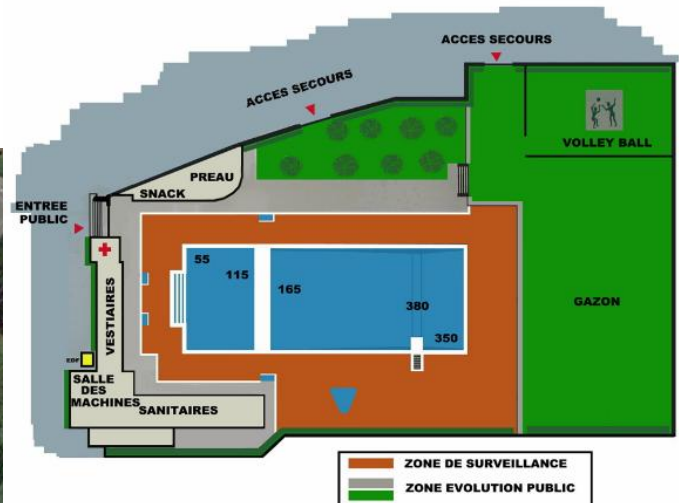 ACCES SECOURS
ACCES SECOURS
PREAU
SNACK
VOLLEY BALL
ENTREE
PUBLIC
55
115
165
380
350
VESTIAIRES
GAZON
EDF
SALLE
DES
MACHINES
SANITAIRES
ZONE DE SURVEILLANCE
ZONE EVOLUTION PUBLIC